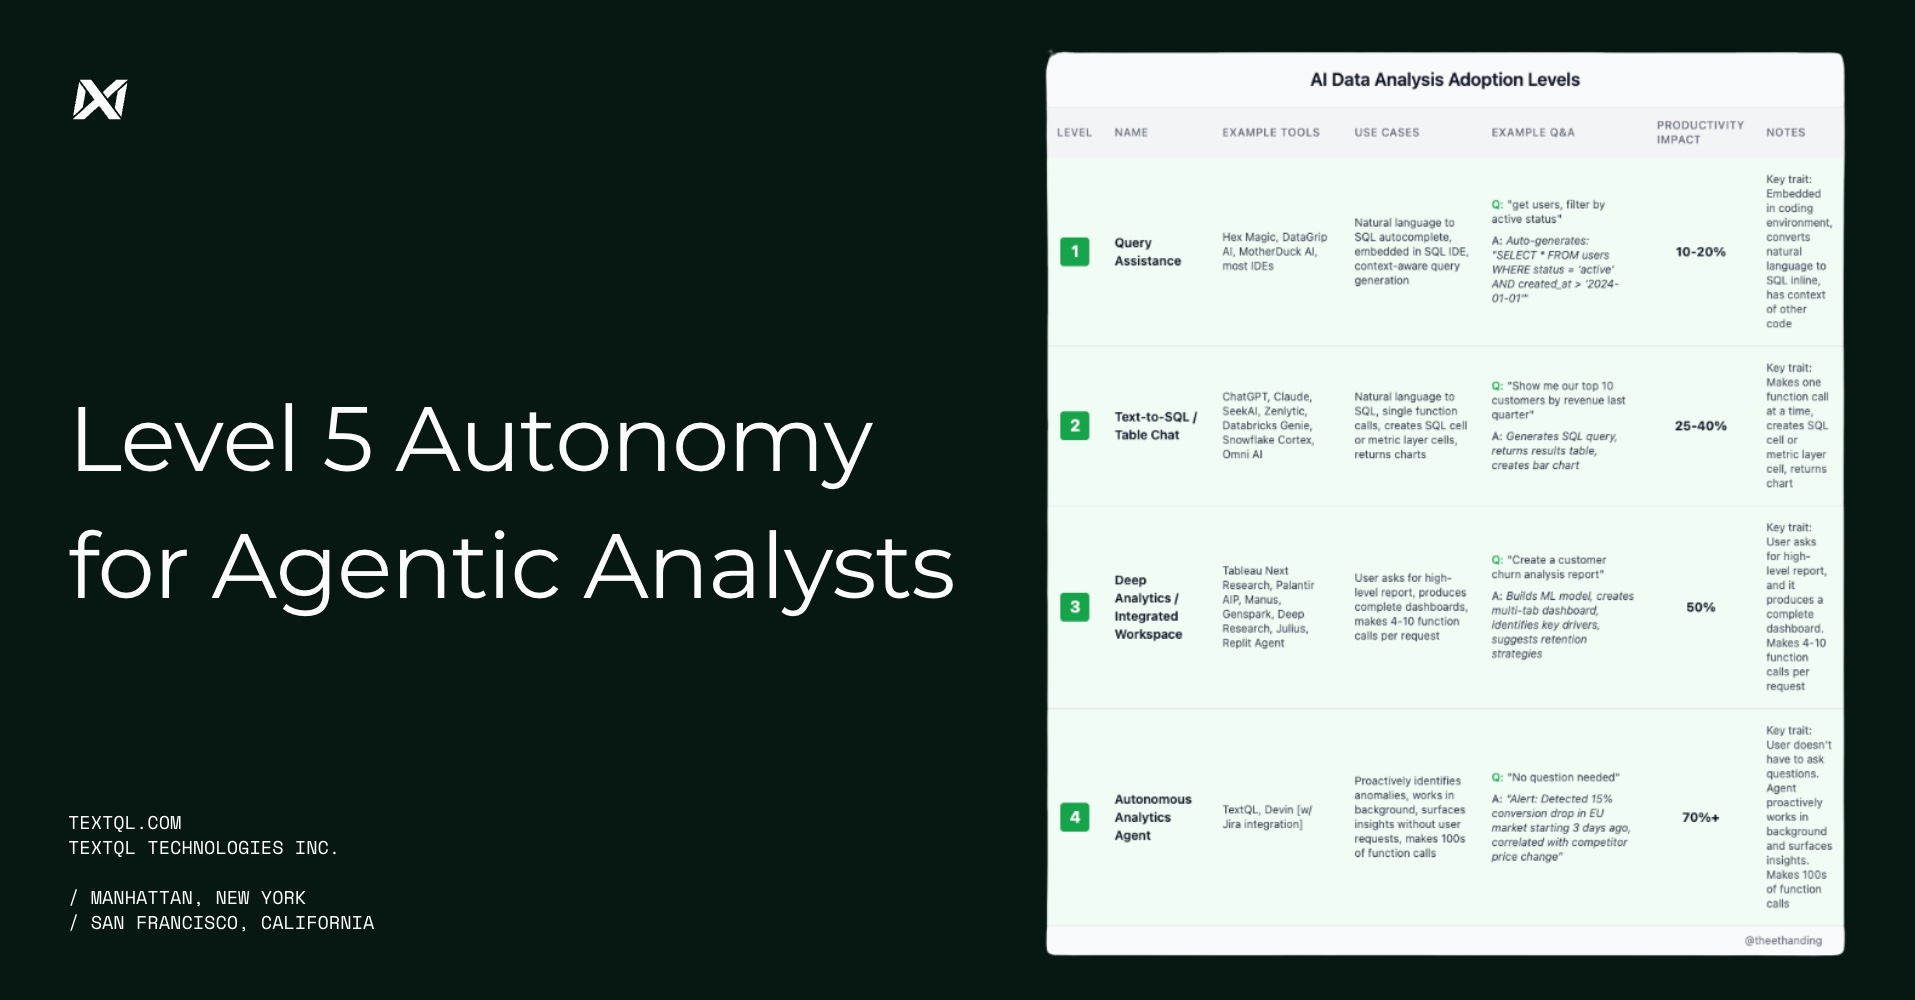 Level 5 Autonomy
for Agentic Analysts
TEXTQL.COM
TEXTQL TECHNOLOGIES INC.
/ MANHATTAN, NEW YORK
/ SAN FRANCISCO, CALIFORNIA
AI Data Analysis Adoption Levels
LEVEL
NAME
EXAMPLE TOOLS
USE CASES
EXAMPLE Q&A
PRODUCTIVITY
IMPACT
NOTES
1
Query
Assistance
Hex Magic, DataGrip
AI, MotherDuck AI,
most IDEs
Natural language to
SQL autocomplete,
embedded in SQL IDE,
context-aware query
generation
Q: "get users, filter by
active status"
A: Auto-generates:
"SELECT * FROM users
WHERE status = 'active'
AND created_at > '2024-
01-01'"
10-20%
Key trait:
Embedded
in coding
environment,
converts
natural
language to
SQL inline,
has context
of other
code
2
Text-to-SQL /
Table Chat
ChatGPT, Claude,
SeekAI, Zenlytic,
Databricks Genie,
Snowflake Cortex,
Omni AI
Natural language to
SQL, single function
calls, creates SQL cell
or metric layer cells,
returns charts
Q: "Show me our top 10
customers by revenue last
quarter"
A: Generates SQL query,
returns results table,
creates bar chart
25-40%
Key trait:
Makes one
function call
at a time,
creates SQL
cell or
metric layer
cell, returns
chart
3
Deep
Analytics /
Integrated
Workspace
Tableau Next
Research, Palantir
AIP, Manus,
Genspark, Deep
Research, Julius,
Replit Agent
User asks for high-
level report, produces
complete dashboards,
makes 4-10 function
calls per request
Q: "Create a customer
churn analysis report"
A: Builds ML model, creates
multi-tab dashboard,
identifies key drivers,
suggests retention
strategies
50%
Key trait:
User asks
for high-
level report,
and it
produces a
complete
dashboard.
Makes 4-10
function
calls per
request
4
Autonomous
Analytics
Agent
TextQL, Devin [w/
Jira integration]
Proactively identifies
anomalies, works in
background, surfaces
insights without user
requests, makes 100s
of function calls
Q: "No question needed"
A: "Alert: Detected 15%
conversion drop in EU
market starting 3 days ago,
correlated with competitor
price change"
70%+
Key trait:
User doesn't
have to ask
questions.
Agent
proactively
works in
background
and surfaces
insights.
Makes 100s
of function
calls
@theethanding